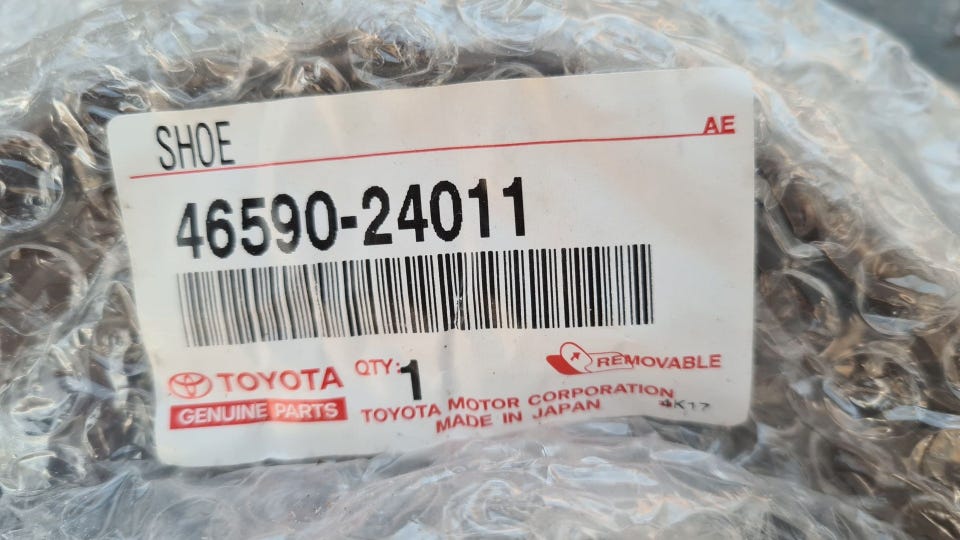 SHOE
AE
46590-24011
TOYOTA
GENUINE PARTS
QTY: 1
REMOVABLE
TOYOTA MOTOR CORPORATION
MADE IN JAPAN